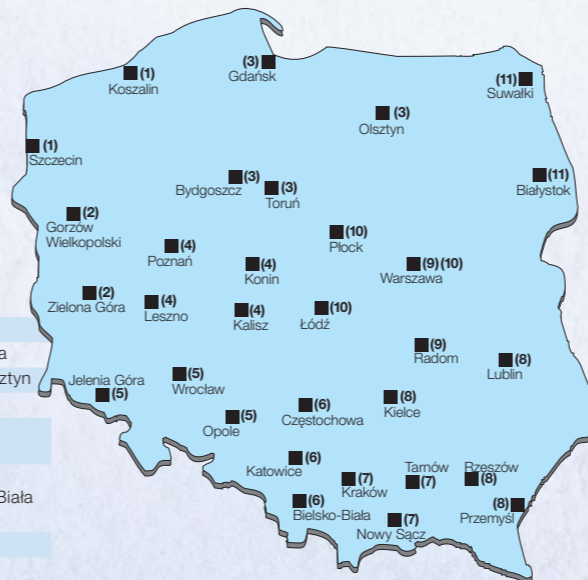 (3)
Gdańsk
(1)
Koszalin
(11)
Suwałki
(3)
Olsztyn
(1)
Szczecin
(3)
Bydgoszcz
(3)
Toruń
(11)
Białystok
(2)
Gorzów
Wielkopolski
(4)
Poznań
(10)
Płock
(4)
Konin
(9) (10)
Warszawa
(2)
Zielona Góra
(4)
Leszno
(4)
Kalisz
(10)
Łódź
(9)
Radom
(8)
Lublin
Jelenia Góra
(5)
(5)
Wrocław
(5)
Opole
(6)
Częstochowa
(8)
Kielce
(6)
Katowice
(7)
Kraków
Tarnów
(7)
Rzeszów
(8)
(6)
Bielsko-Biała
(7)
Nowy Sącz
(8)
Przemyśl
a
ztyn
Biała